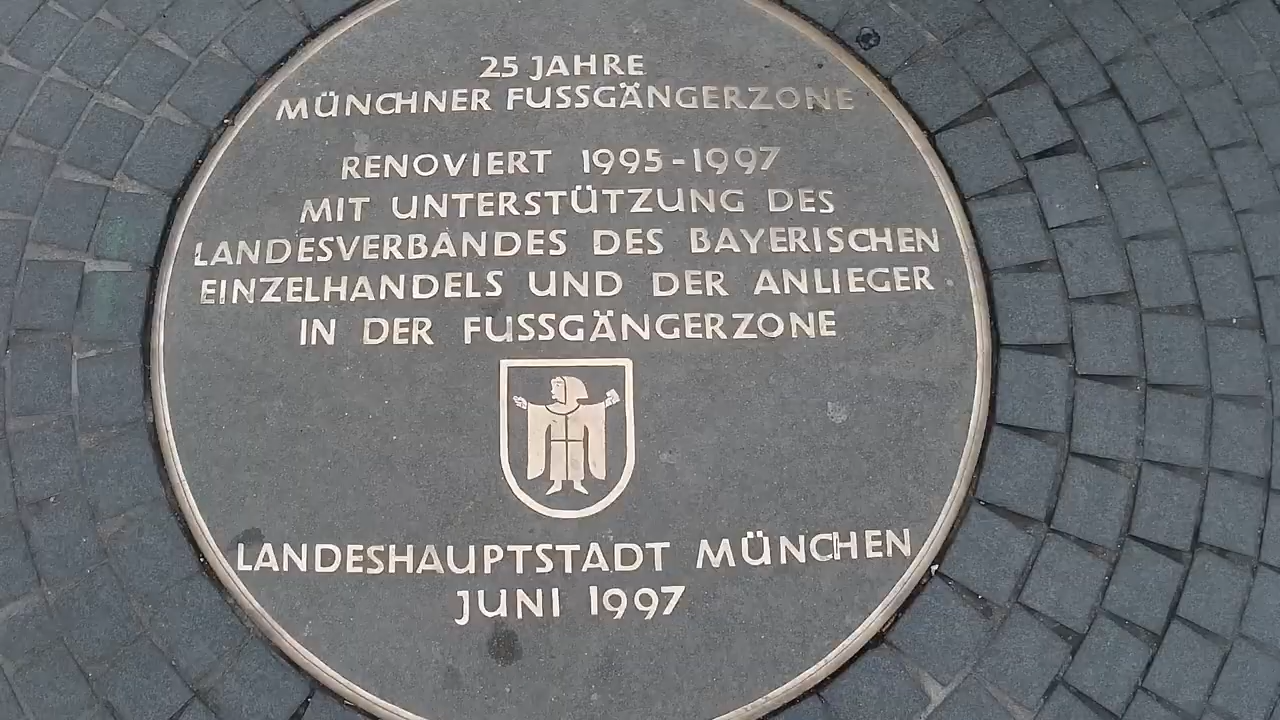 25 JAHRE
MÜNCHNER FUSSGÄNGERZONE
RENOVIERT 1995-1997
MIT UNTERSTÜTZUNG DES
LANDESVERBANDES DES BAYERISCHEN
EINZELHANDELS UND DER ANLIEGER
IN DER FUSSGÄNGERZONE
LANDESHAUPTSTADT MÜNCHEN
JUNI 1997